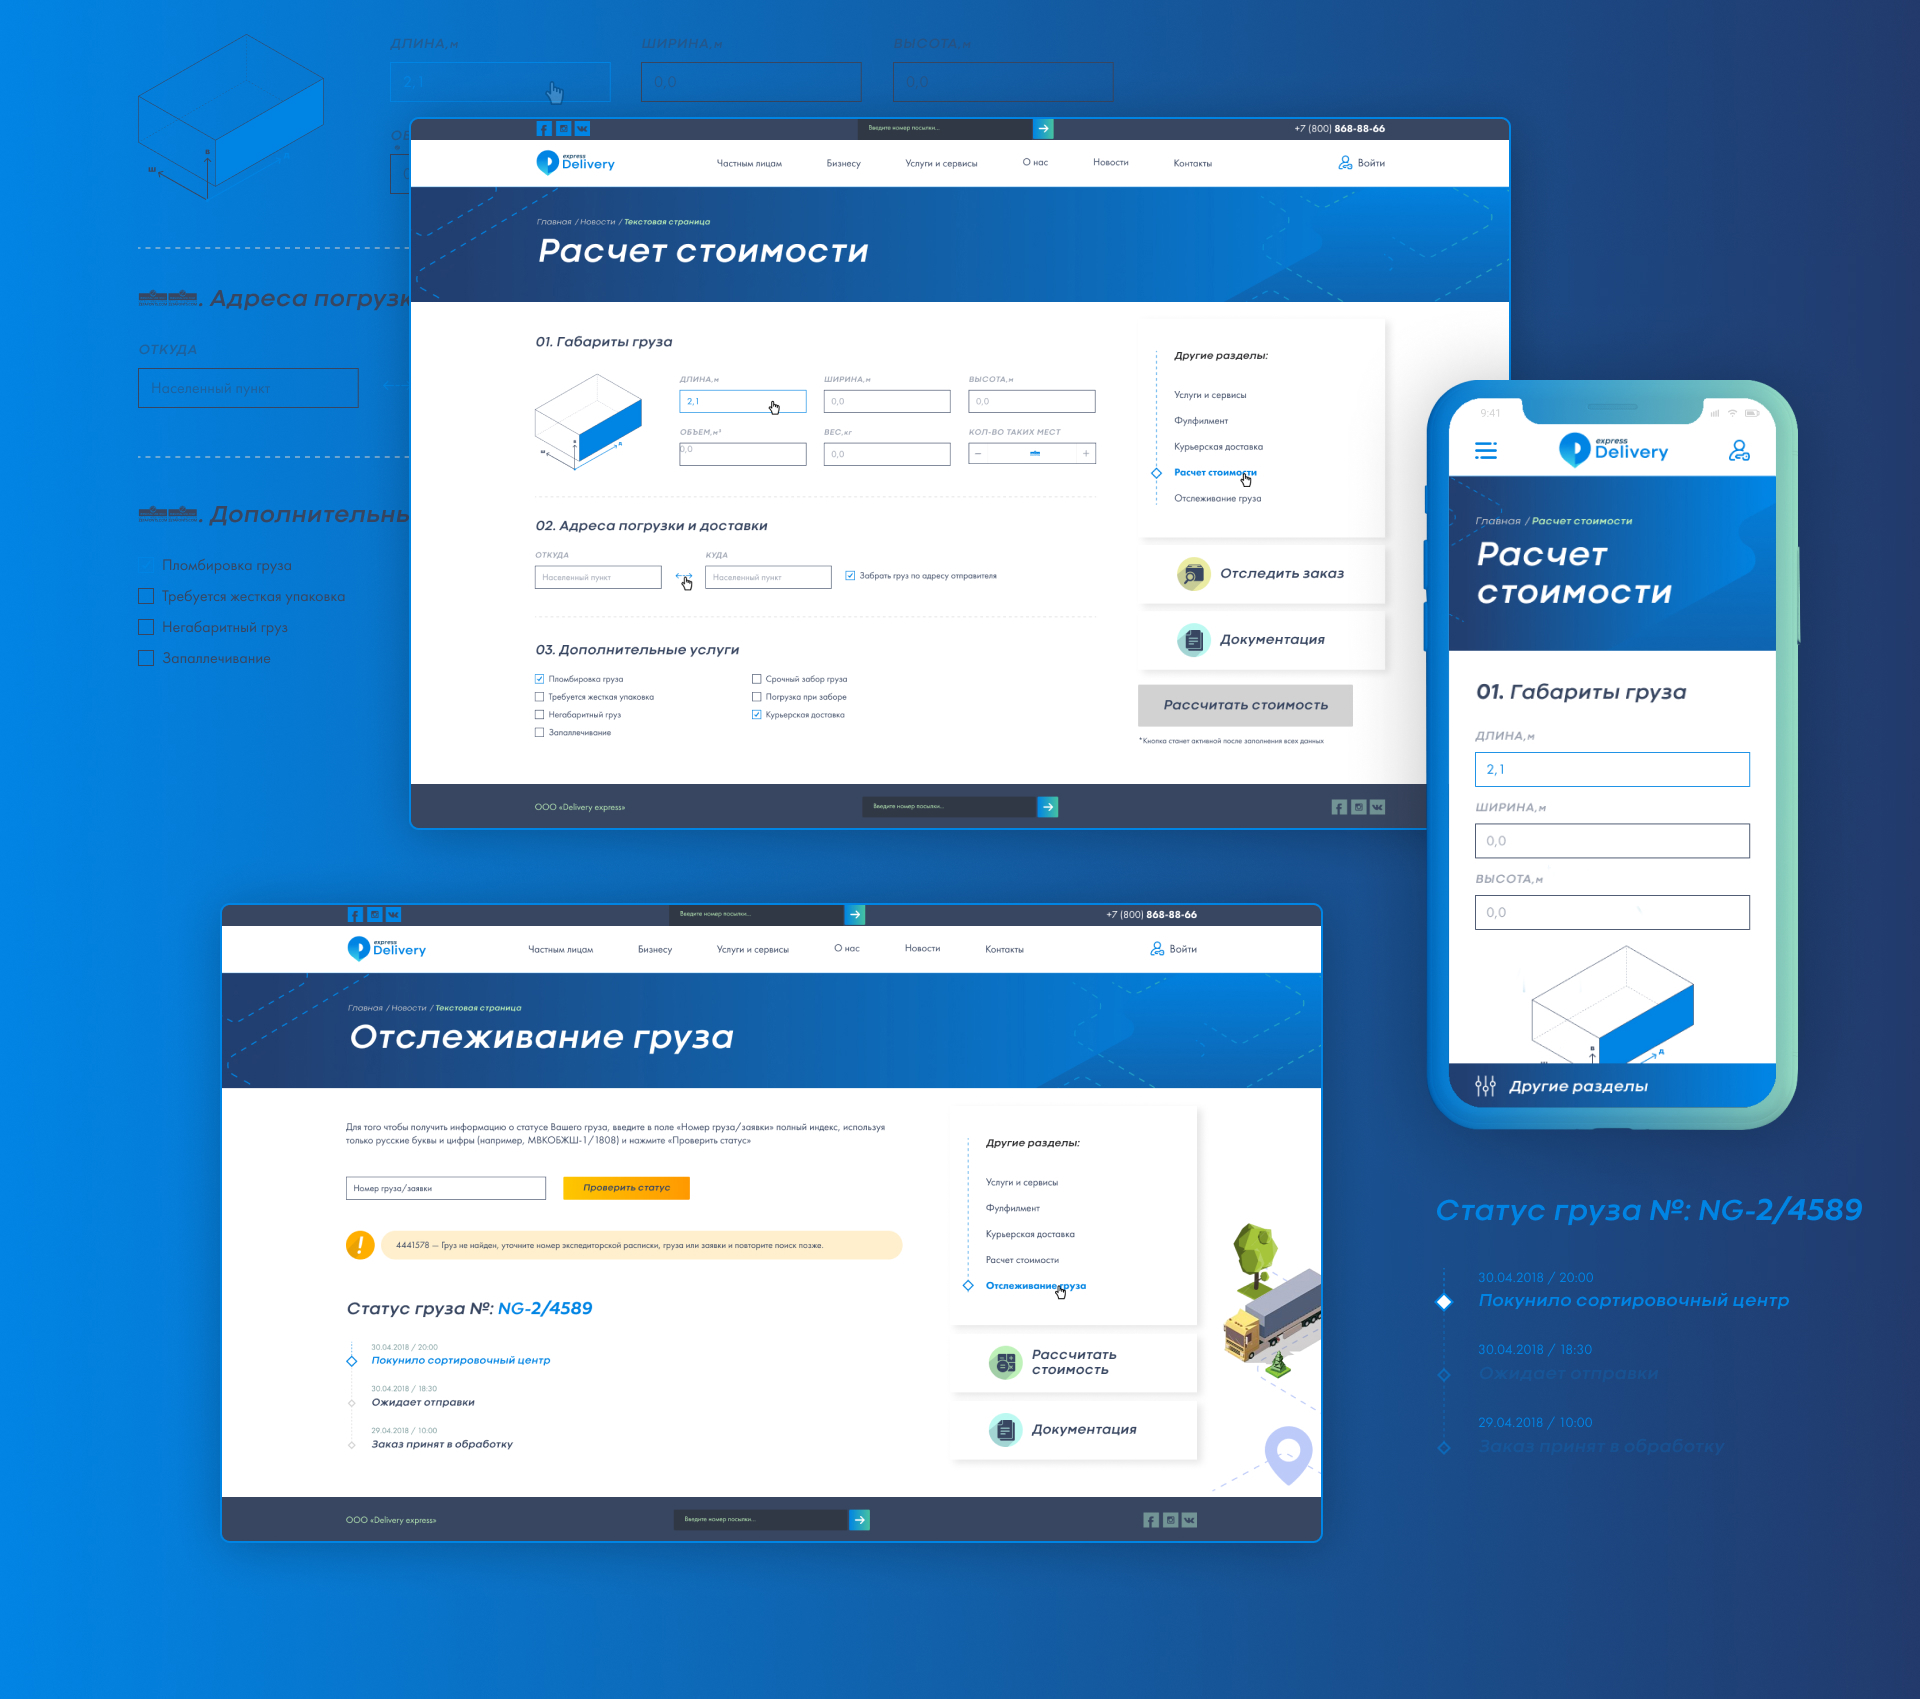 ДЛИНА,м
ШИРИНА,м
ВЫСОТА,м
2,1
0,0
0,0
Ш
В
. Адреса погрузк
ОТКУДА
Населенный пункт
. Дополнительнь
Пломбировка груза
Требуется жесткая упаковка
Негабаритный груз
Запаллечивание
Введите номер посылки...
+7 (800) 868-88-66
express
Delivery
Частным лицам
Бизнесу
Услуги и сервисы
О нас
Новости
Контакты
Войти
Главная / Новости / Текстовая страница
Расчет стоимости
01. Габариты груза
ДЛИНА,м
ШИРИНА,м
ВЫСОТА,м
2,1
0,0
0,0
ОБЪЕМ,м³
ВЕС,кг
КОЛ-ВО ТАКИХ МЕСТ
0,0
0,0
02. Адреса погрузки и доставки
ОТКУДА
КУДА
Населенный пункт
Населенный пункт
Забрать груз по адресу отправителя
03. Дополнительные услуги
Пломбировка груза
Требуется жесткая упаковка
Негабаритный груз
Запаллечивание
Срочный забор груза
Погрузка при заборе
Курьерская доставка
Другие разделы:
Услуги и сервисы
Фулфилмент
Курьерская доставка
Расчет стоимости
Отслеживание груза
Отследить заказ
Документация
Рассчитать стоимость
*Кнопка станет активной после заполнения всех данных
ООО «Delivery express»
Введите номер посылки...
9:41
express
Delivery
Главная / Расчет стоимости
Расчет
стоимости
01. Габариты груза
ДЛИНА,м
2,1
ШИРИНА,м
0,0
ВЫСОТА,м
0,0
В
Д
Другие разделы
Введите номер посылки...
+7 (800) 868-88-66
express
Delivery
Частным лицам
Бизнесу
Услуги и сервисы
О нас
Новости
Контакты
Войти
Главная / Новости / Текстовая страница
Отслеживание груза
Для того чтобы получить информацию о статусе Вашего груза, введите в поле «Номер груза/заявки» полный индекс, используя
только русские буквы и цифры (например, МВКОБЖШ-1/1808) и нажмите «Проверить статус»
Номер груза/заявки
Проверить статус
4441578 — Груз не найден, уточните номер экспедиторской расписки, груза или заявки и повторите поиск позже.
Статус груза №: NG-2/4589
30.04.2018 / 20:00
Покунило сортировочный центр
30.04.2018 / 18:30
Ожидает отправки
29.04.2018 / 10:00
Заказ принят в обработку
Другие разделы:
Услуги и сервисы
Фулфилмент
Курьерская доставка
Расчет стоимости
Отслеживание груза
Рассчитать
стоимость
Документация
ООО «Delivery express»
Введите номер посылки...
Статус груза №: NG-2/4589
30.04.2018 / 20:00
Покунило сортировочный центр
30.04.2018 / 18:30
Ожидает отправки
29.04.2018 / 10:00
Заказ принят в обработку